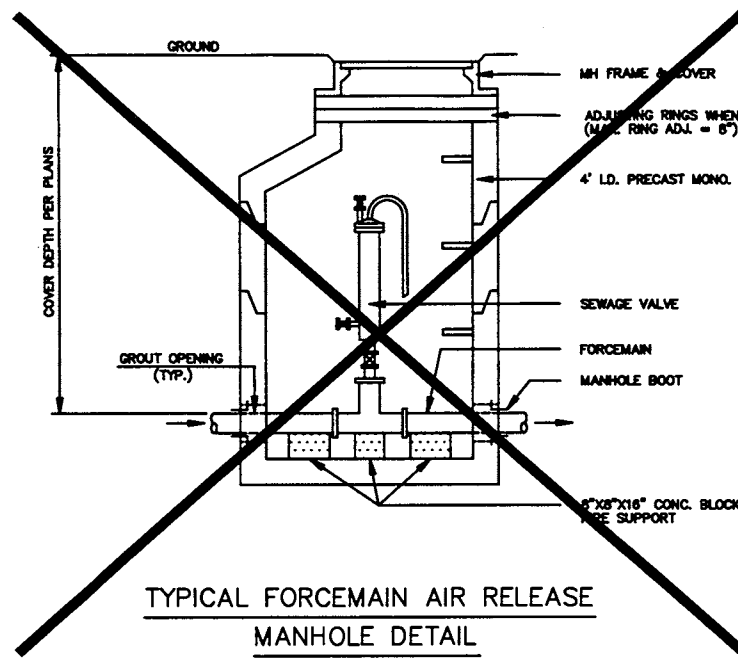 GROUND
MH FRAME & COVER
ADJUSTING RINGS WHEN
(MAX. RING ADJ. = 8")
COVER DEPTH PER PLANS
4' I.D. PRECAST MONO.
SEWAGE VALVE
GROUT OPENING
(TYP.)
FORCEMAIN
MANHOLE BOOT
8"X8"X16" CONC. BLOCK
PIPE SUPPORT
TYPICAL FORCEMAIN AIR RELEASE
MANHOLE DETAIL